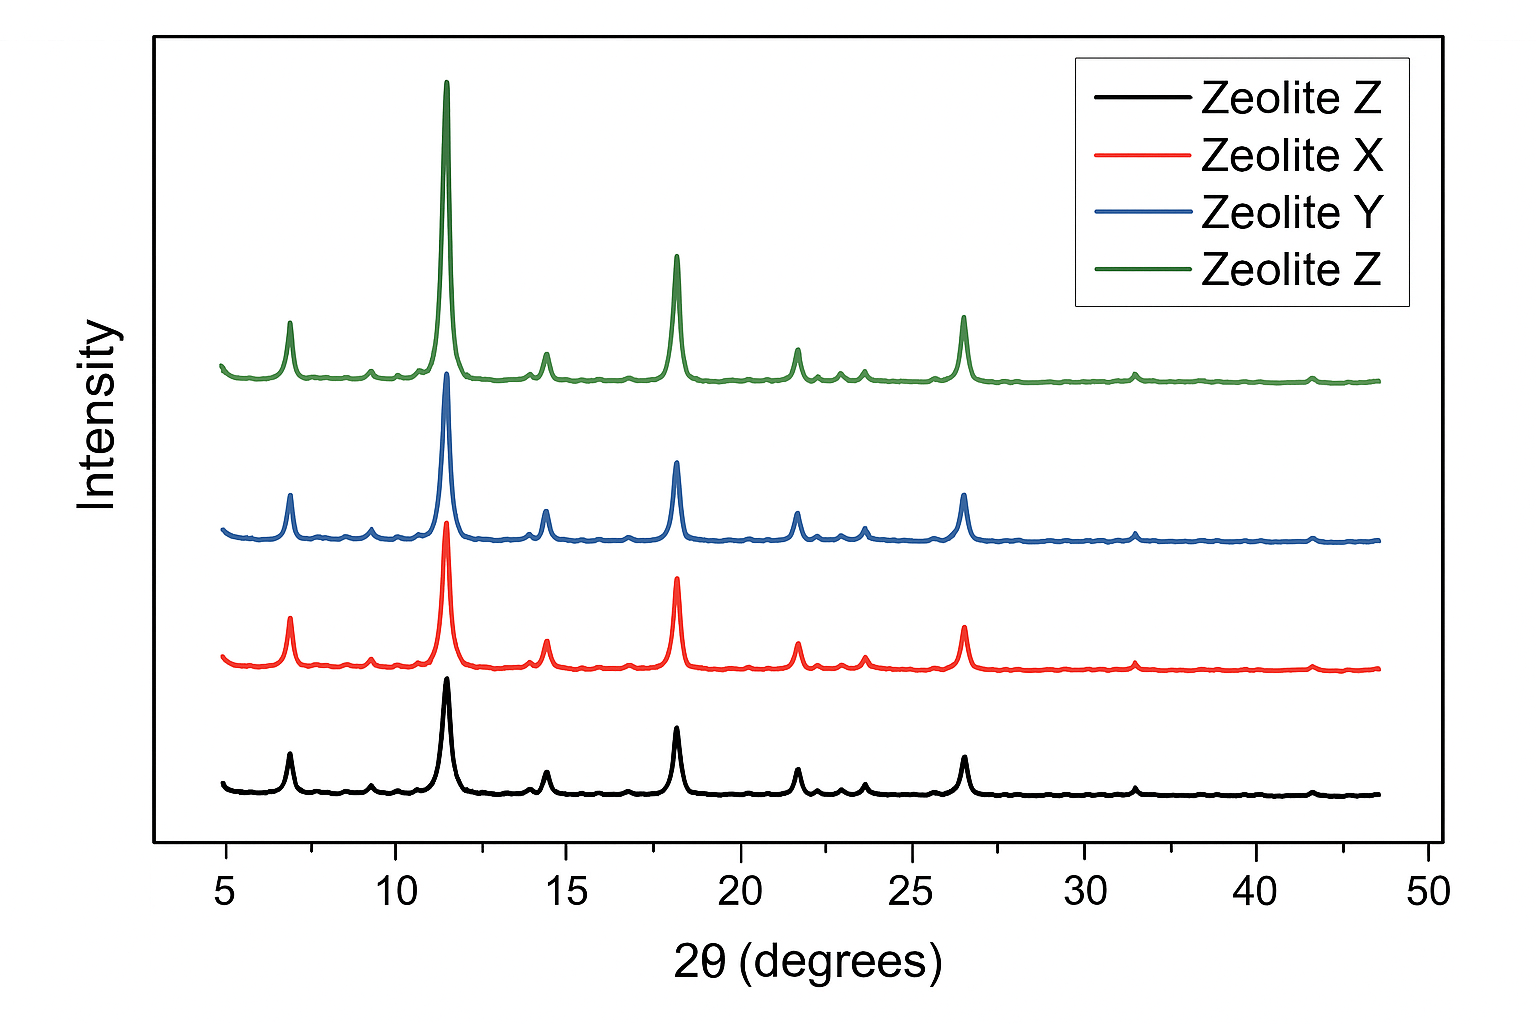 Zeolite Z
Zeolite X
Zeolite Y
Zeolite Z
Intensity
5 10 15 20 25 30 40 50
2θ (degrees)